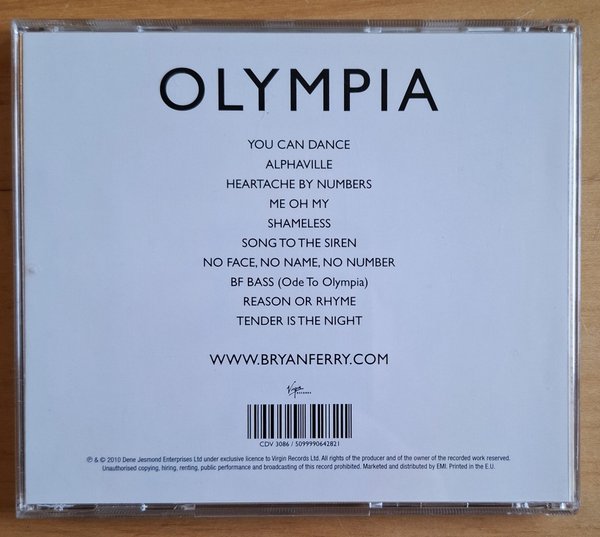 OLYMPIA
YOU CAN DANCE
ALPHAVILLE
HEARTACHE BY NUMBERS
ME OH MY
SHAMELESS
SONG TO THE SIREN
NO FACE, NO NAME, NO NUMBER
BF BASS (Ode To Olympia)
REASON OR RHYME
TENDER IS THE NIGHT
WWW.BRYANFERRY.COM
Virgin
RECORDS
CDV 3086 / 5099990642821
℗ & © 2010 Dene Jesmond Enterprises Ltd under exclusive licence to Virgin Records Ltd. All rights of the producer and of the owner of the recorded work reserved.
Unauthorised copying, hiring, renting, public performance and broadcasting of this record prohibited. Marketed and distributed by EMI. Printed in the E.U.